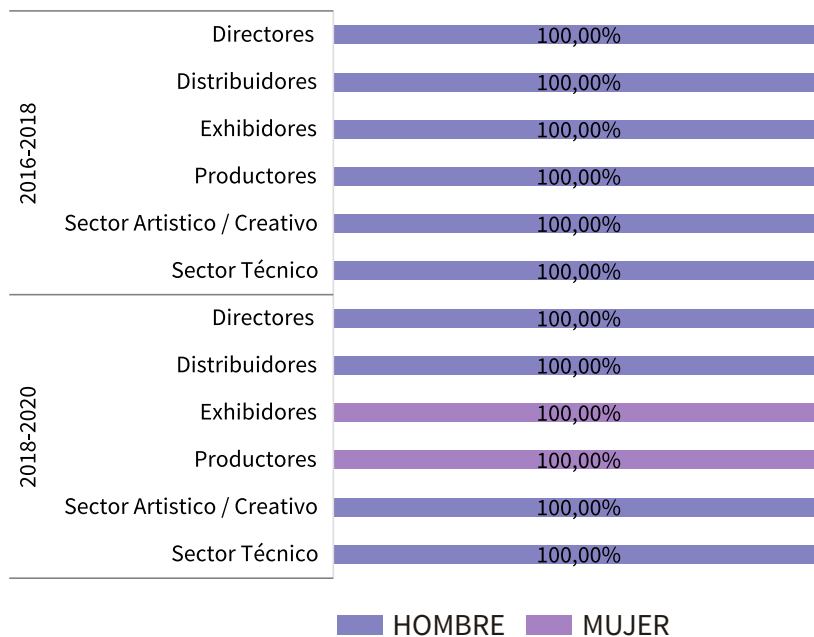 2016-2018
Directores 100,00%
Distribuidores 100,00%
Exhibidores 100,00%
Productores 100,00%
Sector Artistico / Creativo 100,00%
Sector Técnico 100,00%
2018-2020
Directores 100,00%
Distribuidores 100,00%
Exhibidores 100,00%
Productores 100,00%
Sector Artistico / Creativo 100,00%
Sector Técnico 100,00%
HOMBRE MUJER